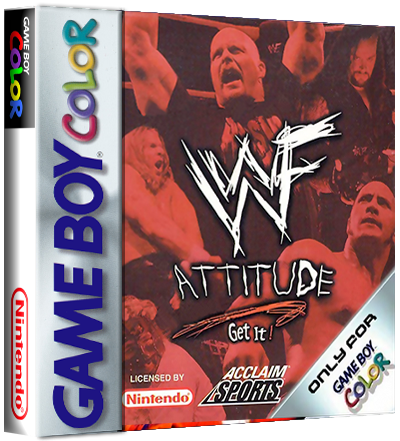 GAME BOY COLOR
Nintendo
GAME BOY COLOR
WF
ATTITUDE
Get It!
LICENSED BY
Nintendo
ACCLAIM
SPORTS
ONLY FOR
GAME BOY
COLOR